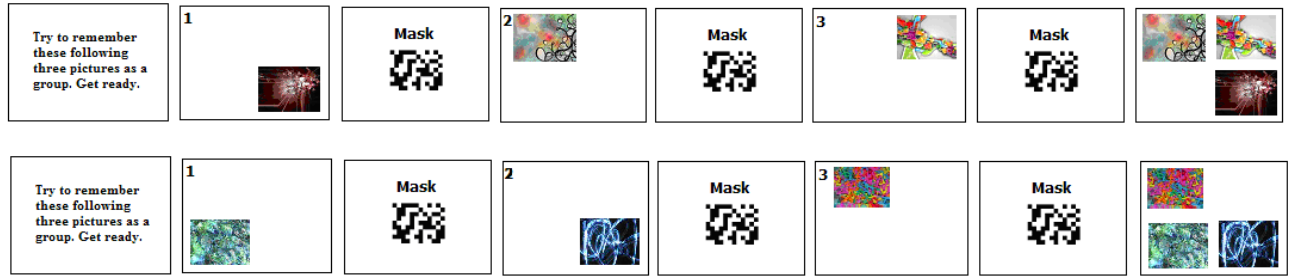 Try to remember
these following
three pictures as a
group. Get ready.
1
Mask
2
Mask
3
Mask
Try to remember
these following
three pictures as a
group. Get ready.
1
Mask
2
Mask
3
Mask